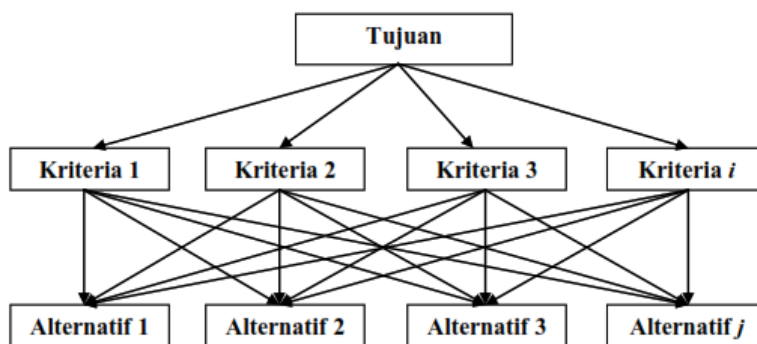 Tujuan
Kriteria 1
Kriteria 2
Kriteria 3
Kriteria i
Alternatif 1
Alternatif 2
Alternatif 3
Alternatif j